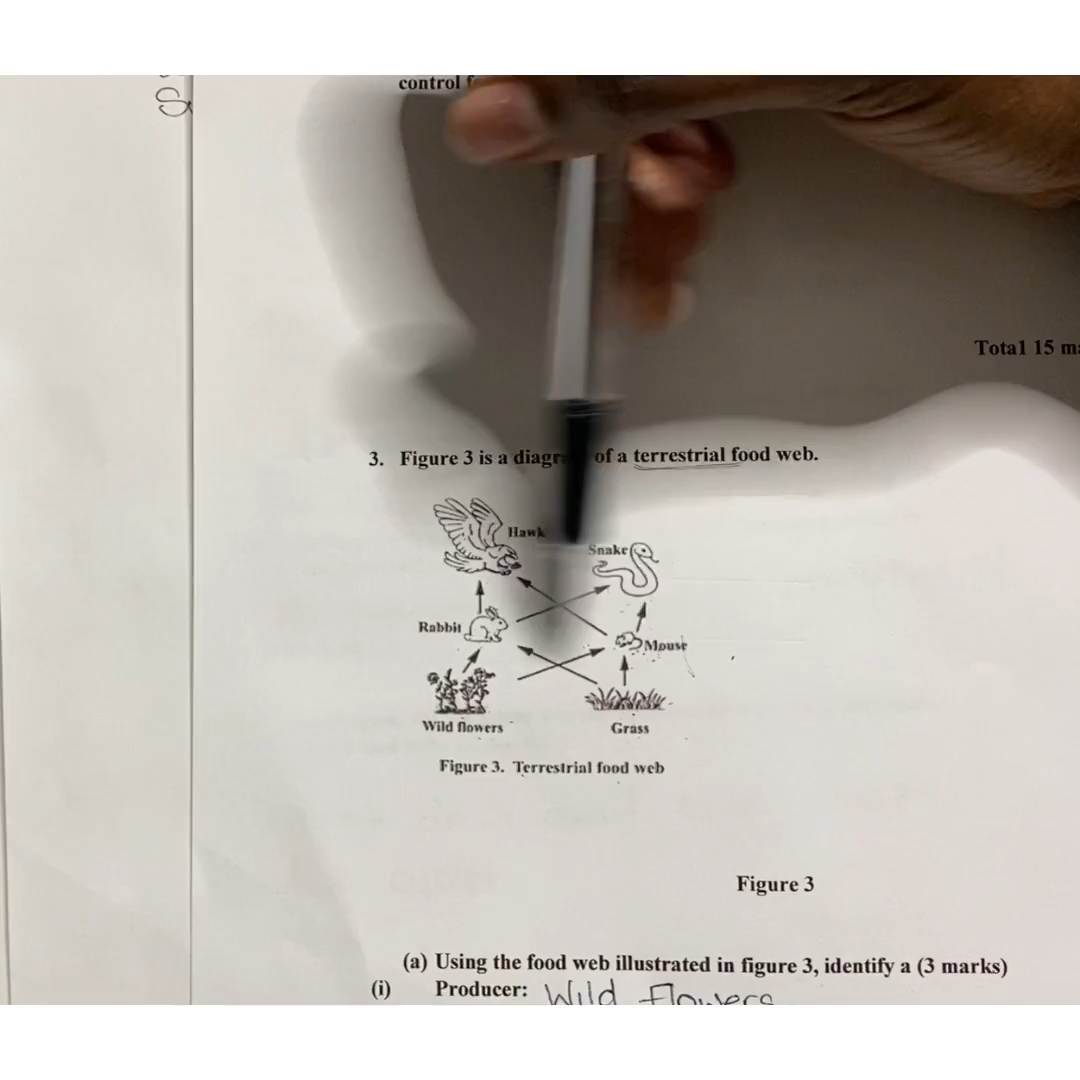 control
Total 15
3. Figure 3 is a of a terrestrial food web.
Hawk
Snake
Rabbit
Mouse
Wild flowers
Grass
Figure 3. Terrestrial food web
Figure 3
(a) Using the food web illustrated in figure 3, identify a (3 marks)
(i) Producer: Wild Flowers